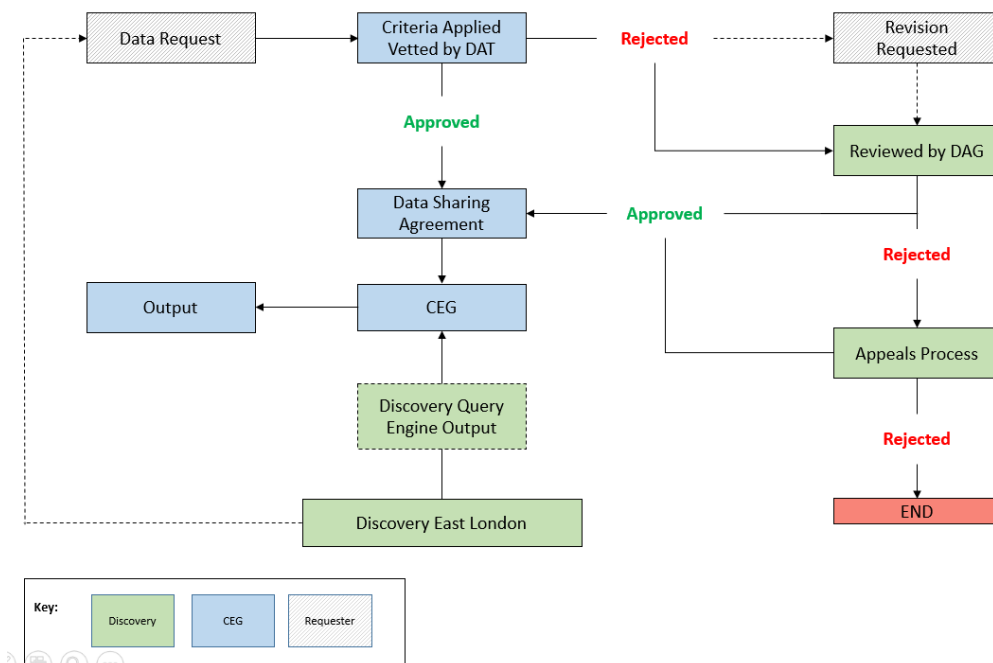 Data Request
Criteria Applied
Vetted by DAT
Rejected
Revision
Requested
Approved
Reviewed by DAG
Data Sharing
Agreement
Approved
Rejected
Output
CEG
Appeals Process
Discovery Query
Engine Output
Rejected
Discovery East London
END
Key:
Discovery
CEG
Requester